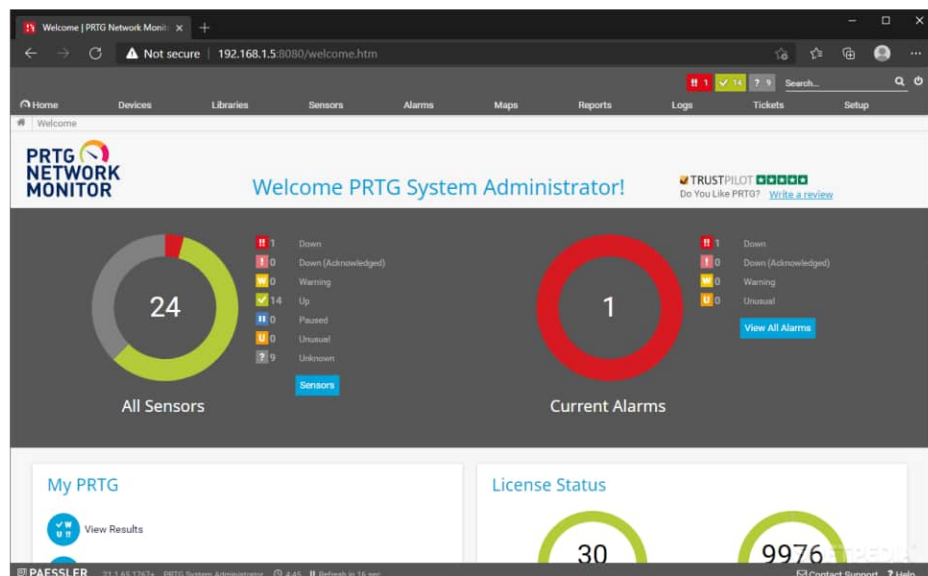 Welcome | PRTG Network Monit
Not secure | 192.168.1.5:8080/welcome.htm
!! 1 14 ? 9 Search...
Home Devices Libraries Sensors Alarms Maps Reports Logs Tickets Setup
Welcome
PRTG
NETWORK
MONITOR
Welcome PRTG System Administrator!
TRUSTPILOT
Do You Like PRTG? Write a review
24
All Sensors
!! 1 Down
! 0 Down (Acknowledged)
W 0 Warning
14 Up
0 Paused
U 0 Unusual
? 9 Unknown
Sensors
1
Current Alarms
!! 1 Down
! 0 Down (Acknowledged)
W 0 Warning
U 0 Unusual
View All Alarms
My PRTG
View Results
License Status
30
9976
PAESSLER 21.1.65.1767+ PRTG System Administrator 4:45 Refresh in 16 sec
Contact Support ? Help